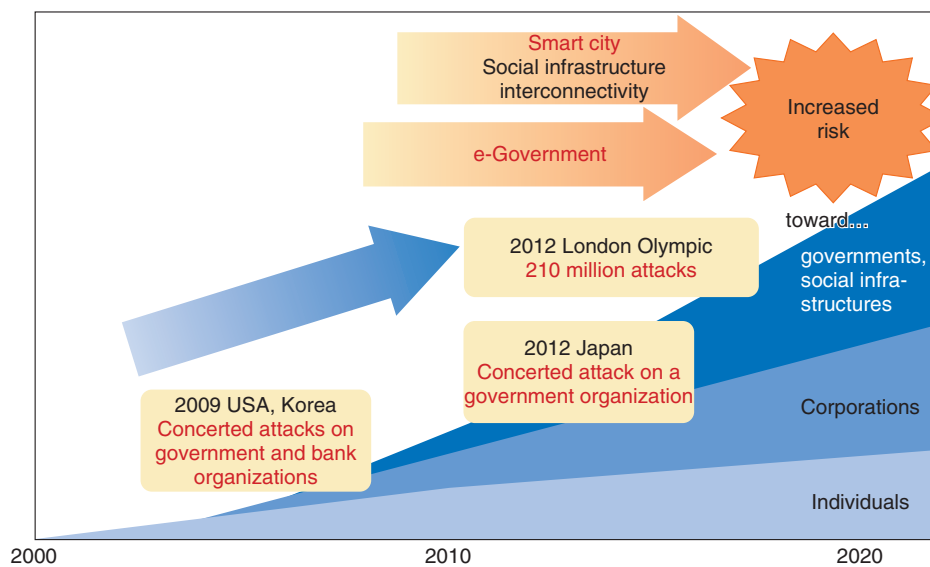 Smart city
Social infrastructure
interconnectivity
Increased
risk
e-Government
toward...
2012 London Olympic
210 million attacks
governments,
social infra-
structures
2012 Japan
Concerted attack on a
government organization
2009 USA, Korea
Concerted attacks on
government and bank
organizations
Corporations
Individuals
2000
2010
2020